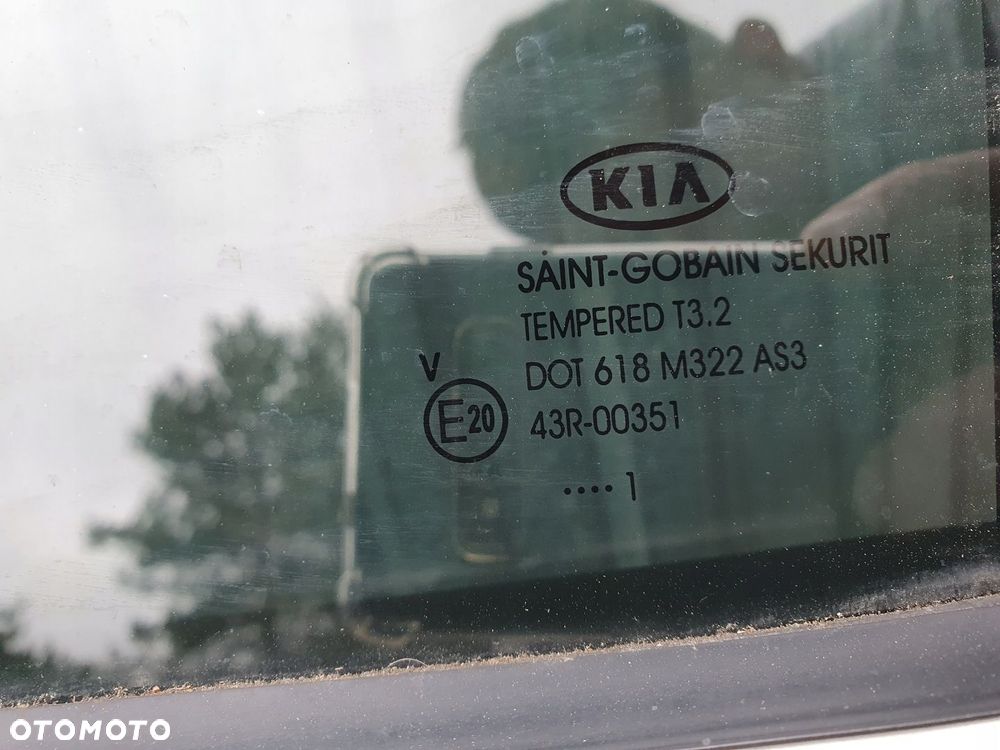 KIA
SAINT-GOBAIN SEKURIT
TEMPERED T3.2
V
DOT 618 M322 AS3
E20
43R-00351
.... 1
OTOMOTO